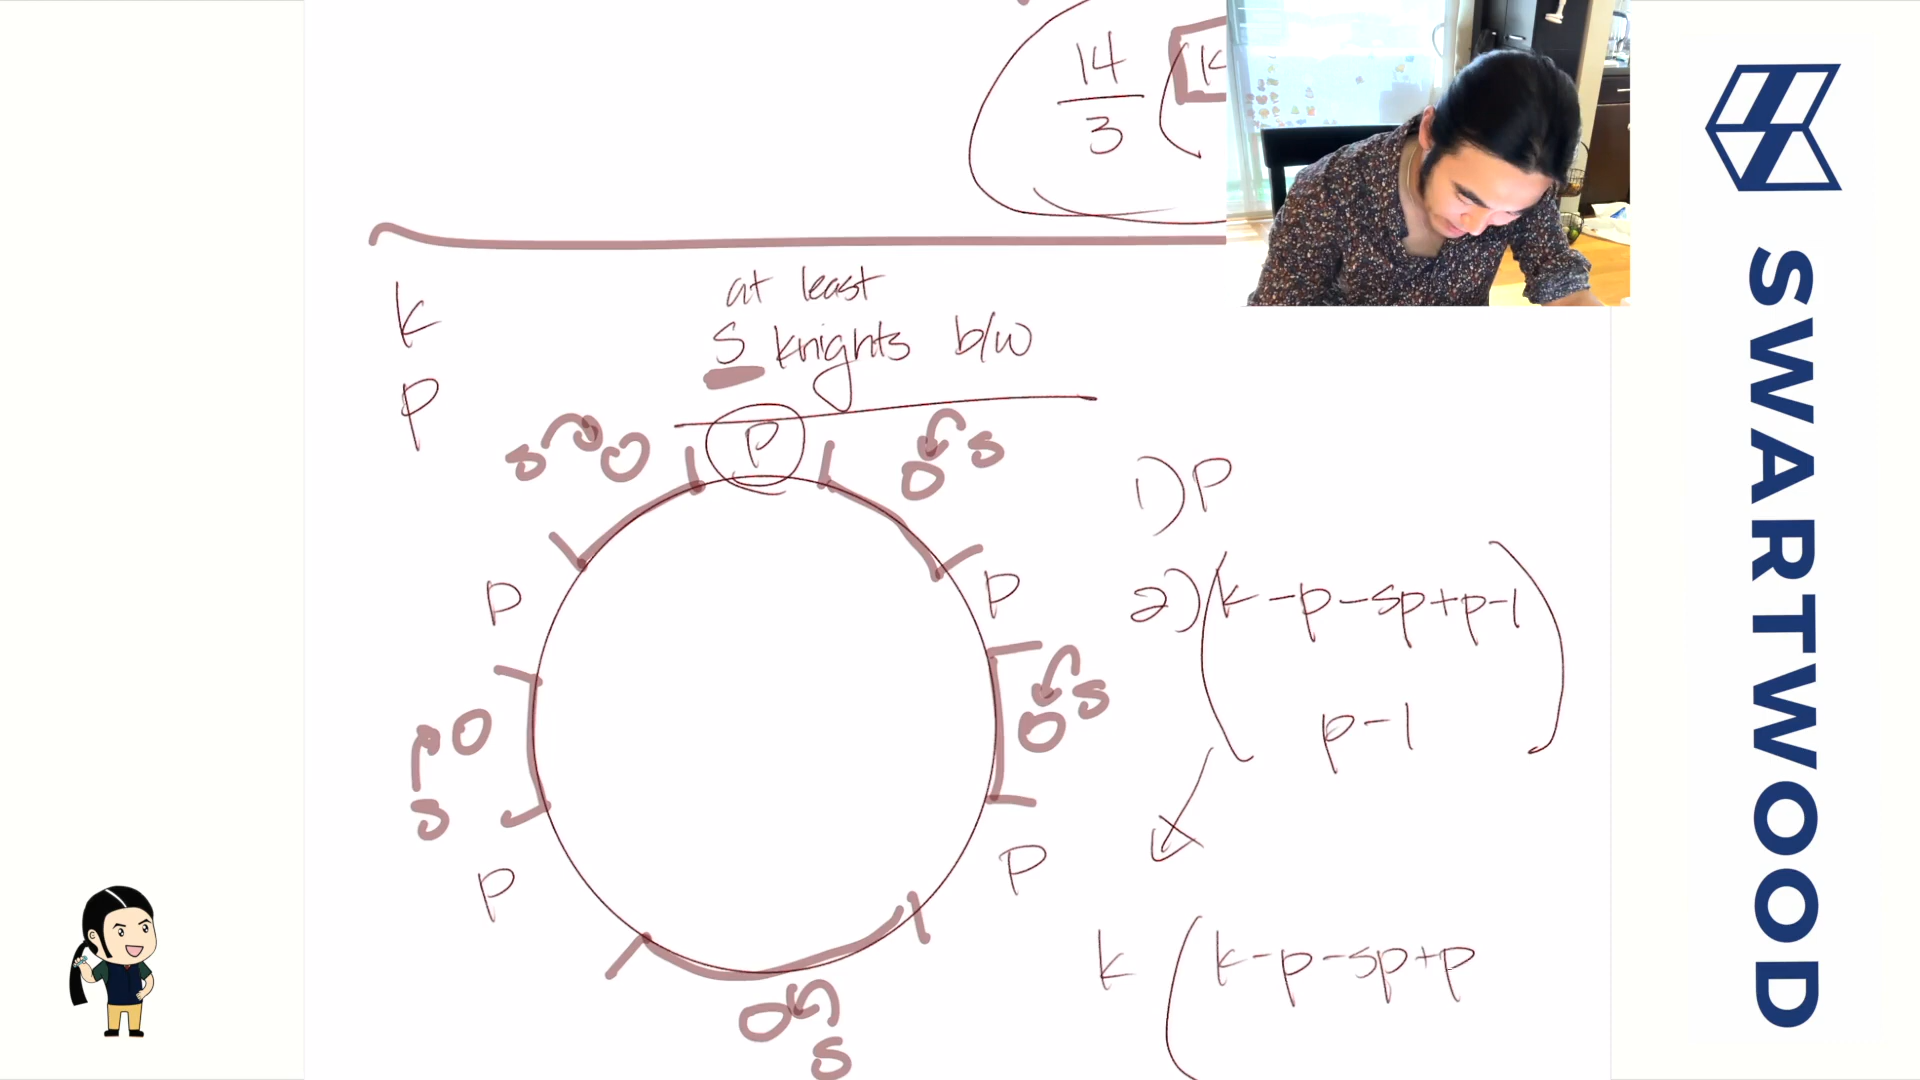 14
3
(k
k
p
at least
S knights b/w
P
S O
O S
P
P
1) P
2) (k-p-sp+p-1
p-1)
O
S
O S
P
P
k (k-p-sp+p
O
S
SWARTWOOD